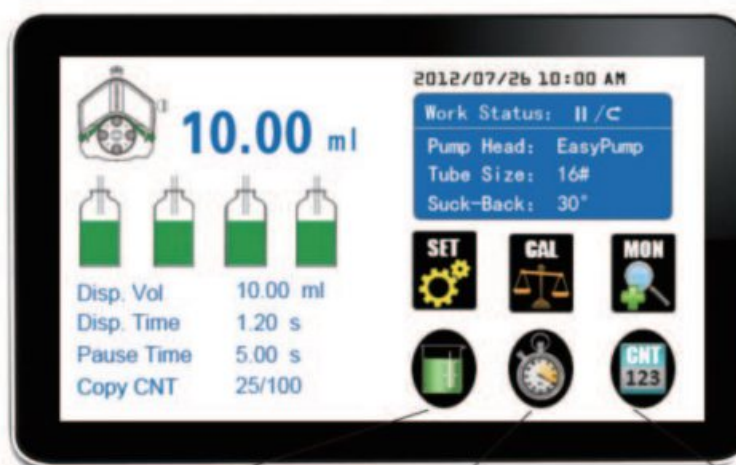 10.00 ml
Disp. Vol 10.00 ml
Disp. Time 1.20 s
Pause Time 5.00 s
Copy CNT 25/100
2012/07/26 10:00 AM
Work Status: II/⊂
Pump Head: EasyPump
Tube Size: 16#
Suck-Back: 30°
SET CAL MON
CNT
123